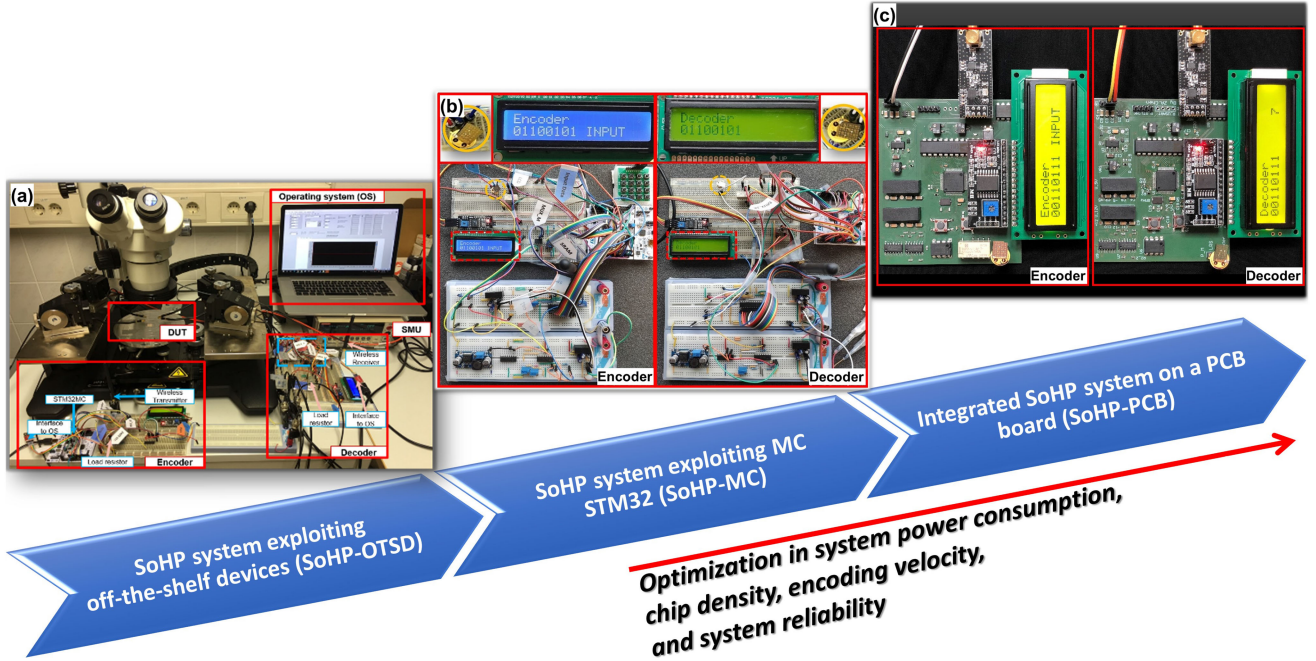 (a)
Operating system (OS)
DUT
SMU
STM32MC
Wireless
Transmitter
Interface
to OS
Load resistor
Encoder
Wireless
Receiver
Load
resistor
Interface
to OS
Decoder
(b)
Encoder
01100101 INPUT
Decoder
01100101
Encoder
01100101 INPUT
Encoder
Decoder
(c)
Encoder
00110111 INPUT
Encoder
Decoder 7
00110111
Decoder
SoHP system exploiting
off-the-shelf devices (SoHP-OTSD)
SoHP system exploiting MC
STM32 (SoHP-MC)
Integrated SoHP system on a PCB
board (SoHP-PCB)
Optimization in system power consumption,
chip density, encoding velocity,
and system reliability